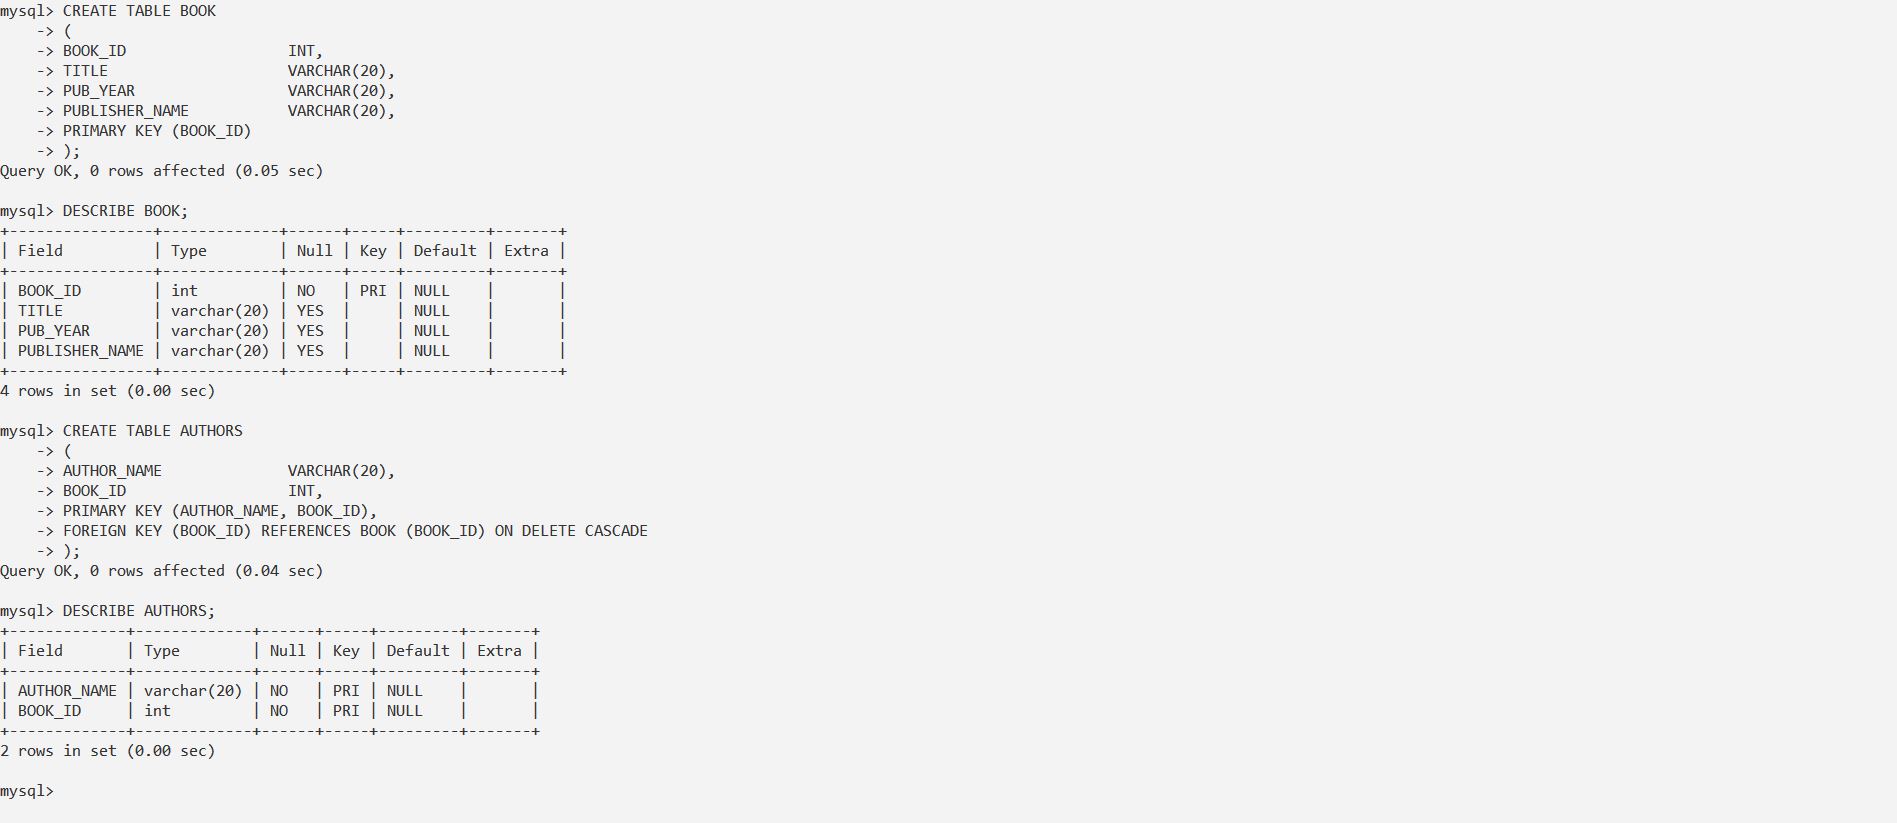 mysql> CREATE TABLE BOOK
    -> (
    -> BOOK_ID                  INT,
    -> TITLE                    VARCHAR(20),
    -> PUB_YEAR                 VARCHAR(20),
    -> PUBLISHER_NAME           VARCHAR(20),
    -> PRIMARY KEY (BOOK_ID)
    -> );
Query OK, 0 rows affected (0.05 sec)

mysql> DESCRIBE BOOK;
+----------------+-------------+------+-----+---------+-------+
| Field          | Type        | Null | Key | Default | Extra |
+----------------+-------------+------+-----+---------+-------+
| BOOK_ID        | int         | NO   | PRI | NULL    |       |
| TITLE          | varchar(20) | YES  |     | NULL    |       |
| PUB_YEAR       | varchar(20) | YES  |     | NULL    |       |
| PUBLISHER_NAME | varchar(20) | YES  |     | NULL    |       |
+----------------+-------------+------+-----+---------+-------+
4 rows in set (0.00 sec)

mysql> CREATE TABLE AUTHORS
    -> (
    -> AUTHOR_NAME              VARCHAR(20),
    -> BOOK_ID                  INT,
    -> PRIMARY KEY (AUTHOR_NAME, BOOK_ID),
    -> FOREIGN KEY (BOOK_ID) REFERENCES BOOK (BOOK_ID) ON DELETE CASCADE
    -> );
Query OK, 0 rows affected (0.04 sec)

mysql> DESCRIBE AUTHORS;
+-------------+-------------+------+-----+---------+-------+
| Field       | Type        | Null | Key | Default | Extra |
+-------------+-------------+------+-----+---------+-------+
| AUTHOR_NAME | varchar(20) | NO   | PRI | NULL    |       |
| BOOK_ID     | int         | NO   | PRI | NULL    |       |
+-------------+-------------+------+-----+---------+-------+
2 rows in set (0.00 sec)

mysql>